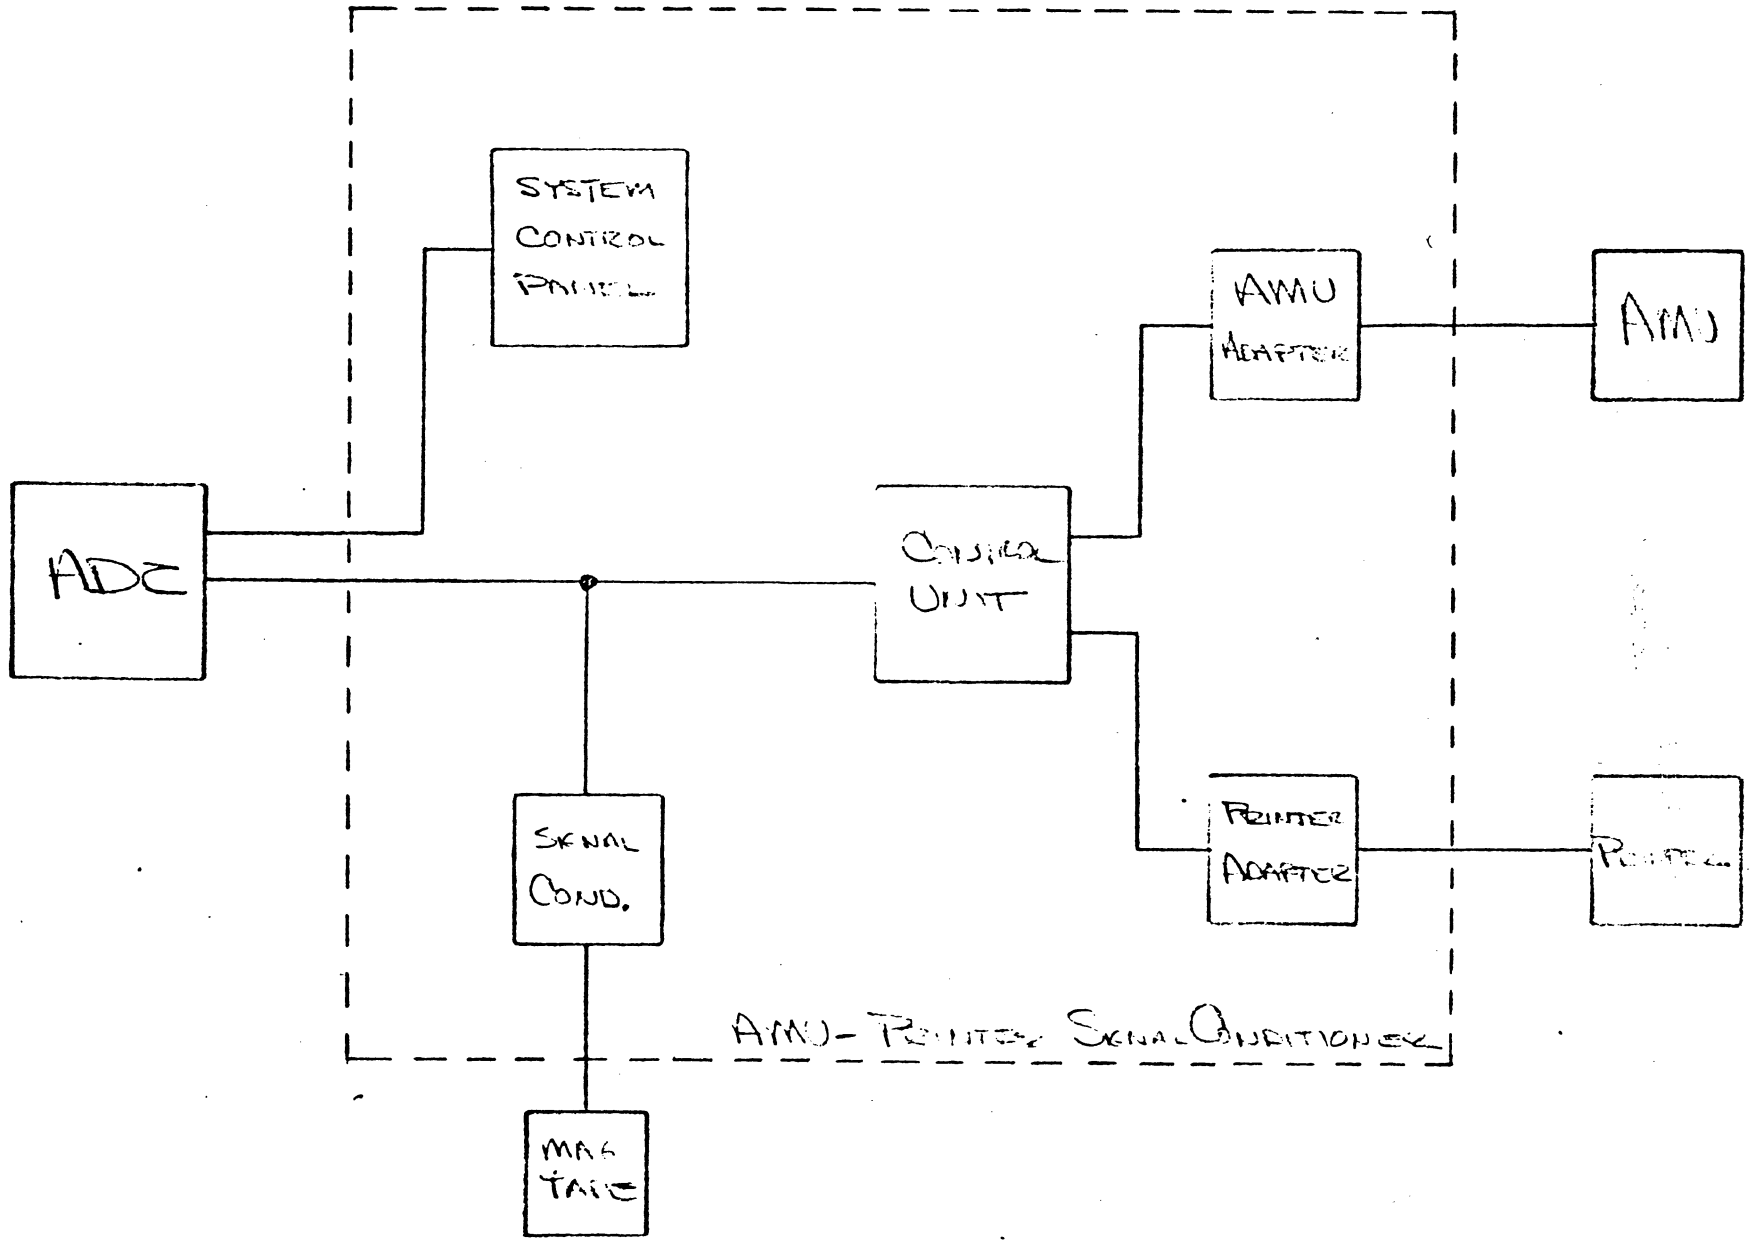 SYSTEM
CONTROL
PANEL
AMU
ADAPTER
AMU
ADC
CONTROL
UNIT
SIGNAL
COND.
PRINTER
ADAPTER
PRINTER
AMU- PRINTER SIGNAL CONDITIONER
MAG
TAPE